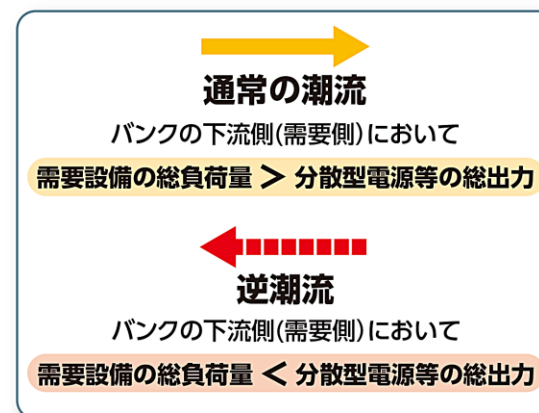 通常の潮流
バンクの下流側(需要側)において
需要設備の総負荷量 > 分散型電源等の総出力
逆潮流
バンクの下流側(需要側)において
需要設備の総負荷量 < 分散型電源等の総出力